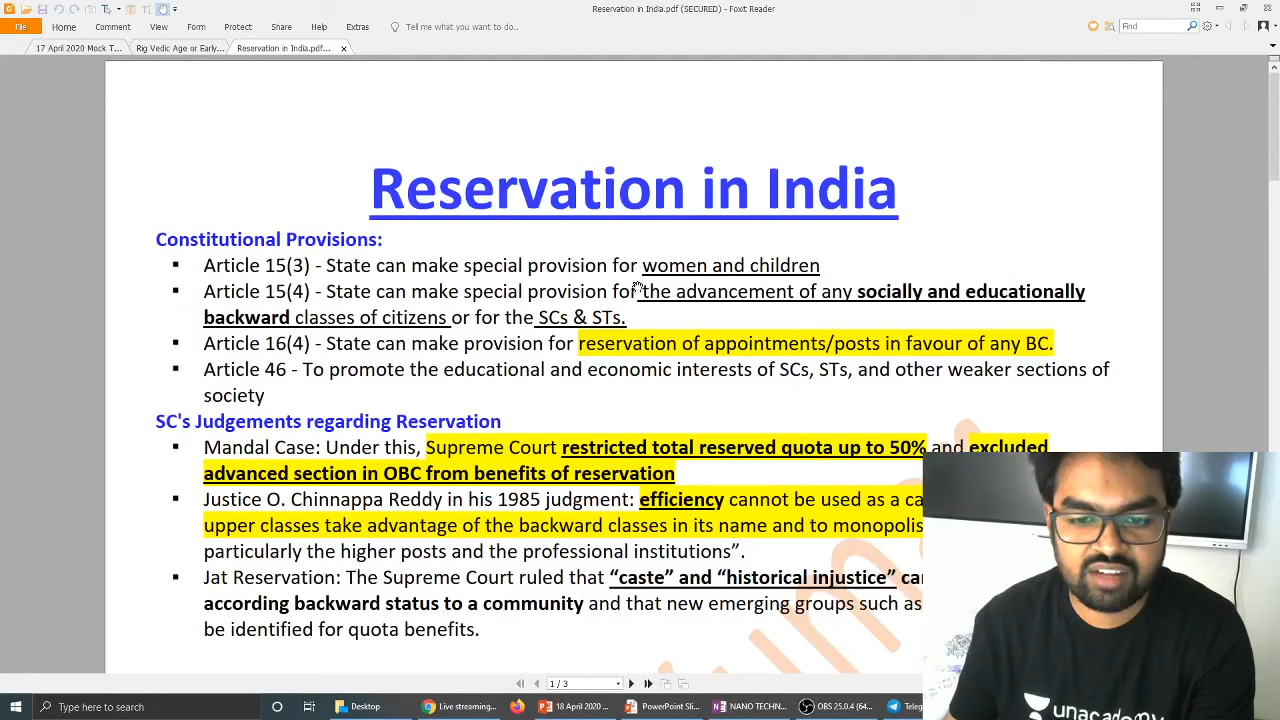 Reservation in India.pdf (SECURED) - Foxit Reader
File Home Comment View Form Protect Share Help Extras Tell me what you want to do.. Find
17 April 2020 Mock T... Rig Vedic Age or Early... Reservation in India.pdf...
Reservation in India
Constitutional Provisions:
▪ Article 15(3) - State can make special provision for women and children
▪ Article 15(4) - State can make special provision for the advancement of any socially and educationally
backward classes of citizens or for the SCs & STs.
▪ Article 16(4) - State can make provision for reservation of appointments/posts in favour of any BC.
▪ Article 46 - To promote the educational and economic interests of SCs, STs, and other weaker sections of
society
SC's Judgements regarding Reservation
▪ Mandal Case: Under this, Supreme Court restricted total reserved quota up to 50% and excluded
advanced section in OBC from benefits of reservation
▪ Justice O. Chinnappa Reddy in his 1985 judgment: efficiency cannot be used as a ca
upper classes take advantage of the backward classes in its name and to monopolis
particularly the higher posts and the professional institutions”.
▪ Jat Reservation: The Supreme Court ruled that “caste” and “historical injustice” ca
according backward status to a community and that new emerging groups such as
be identified for quota benefits.
1 / 3
unacademy
Type here to search Desktop Live streaming... 18 April 2020 ... PowerPoint Sli... NANO TECHN... OBS 25.0.4 (64... Teleg